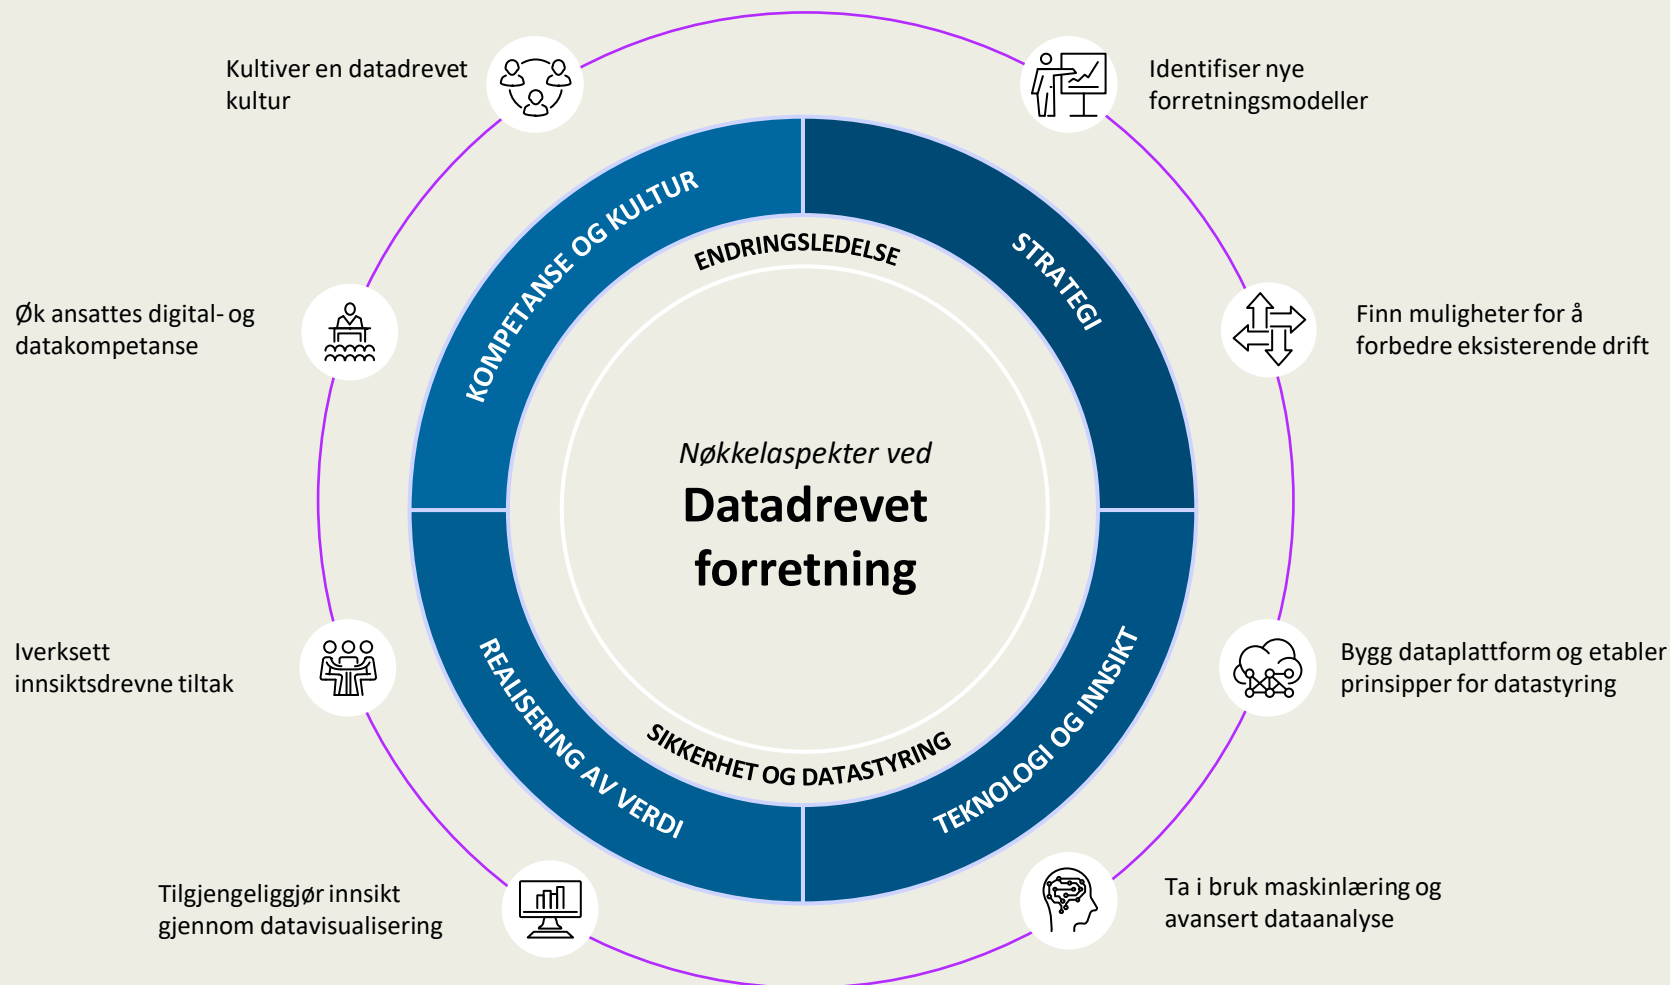 Kultiver en datadrevet
kultur
Identifiser nye
forretningsmodeller
KOMPETANSE OG KULTUR
STRATEGI
ENDRINGSLEDELSE
Øk ansattes digital- og
datakompetanse
Finn muligheter for å
forbedre eksisterende drift
Nøkkelaspekter ved
Datadrevet
forretning
Iverksett
innsiktsdrevne tiltak
Bygg dataplattform og etabler
prinsipper for datastyring
REALISERING AV VERDI
SIKKERHET OG DATASTYRING
TEKNOLOGI OG INNSIKT
Tilgjengeliggjør innsikt
gjennom datavisualisering
Ta i bruk maskinlæring og
avansert dataanalyse